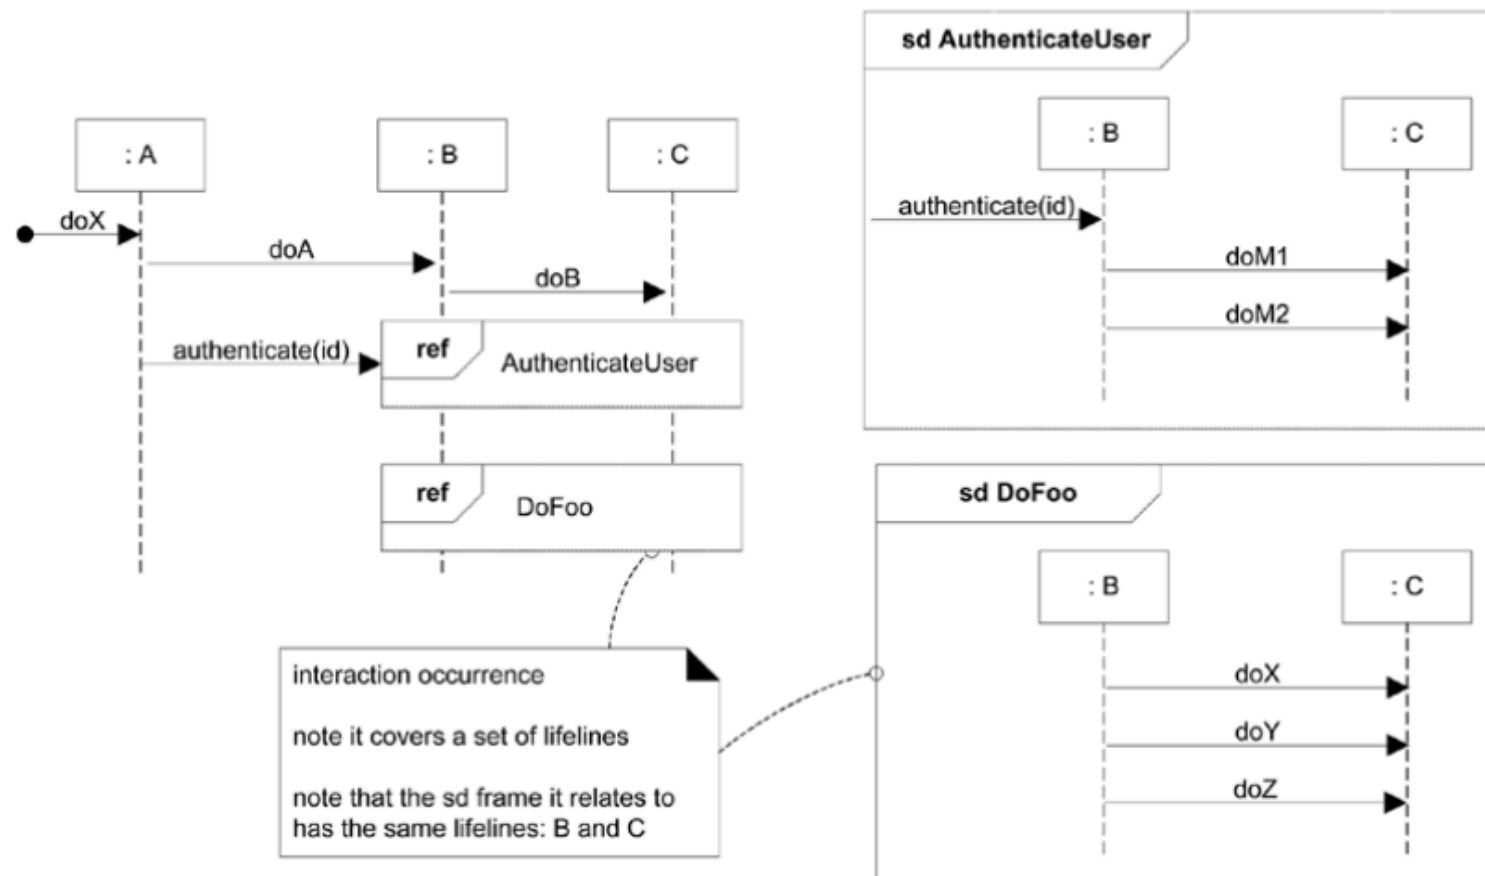 : A
: B
: C
doX
doA
doB
authenticate(id)
ref
AuthenticateUser
ref
DoFoo
interaction occurrence
note it covers a set of lifelines
note that the sd frame it relates to
has the same lifelines: B and C
sd AuthenticateUser
: B
: C
authenticate(id)
doM1
doM2
sd DoFoo
: B
: C
doX
doY
doZ